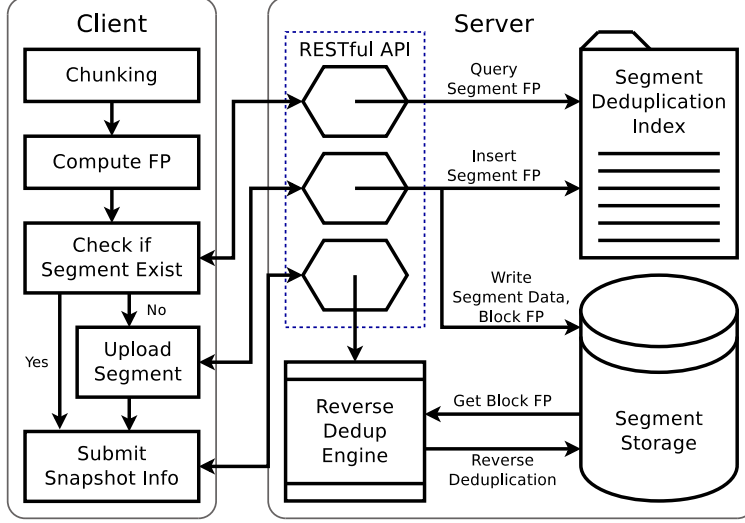 Client
Chunking
Compute FP
Check if
Segment Exist
No
Yes
Upload
Segment
Submit
Snapshot Info
Server
RESTful API
Query
Segment FP
Insert
Segment FP
Write
Segment Data,
Block FP
Segment
Deduplication
Index
Reverse
Dedup
Engine
Get Block FP
Reverse
Deduplication
Segment
Storage